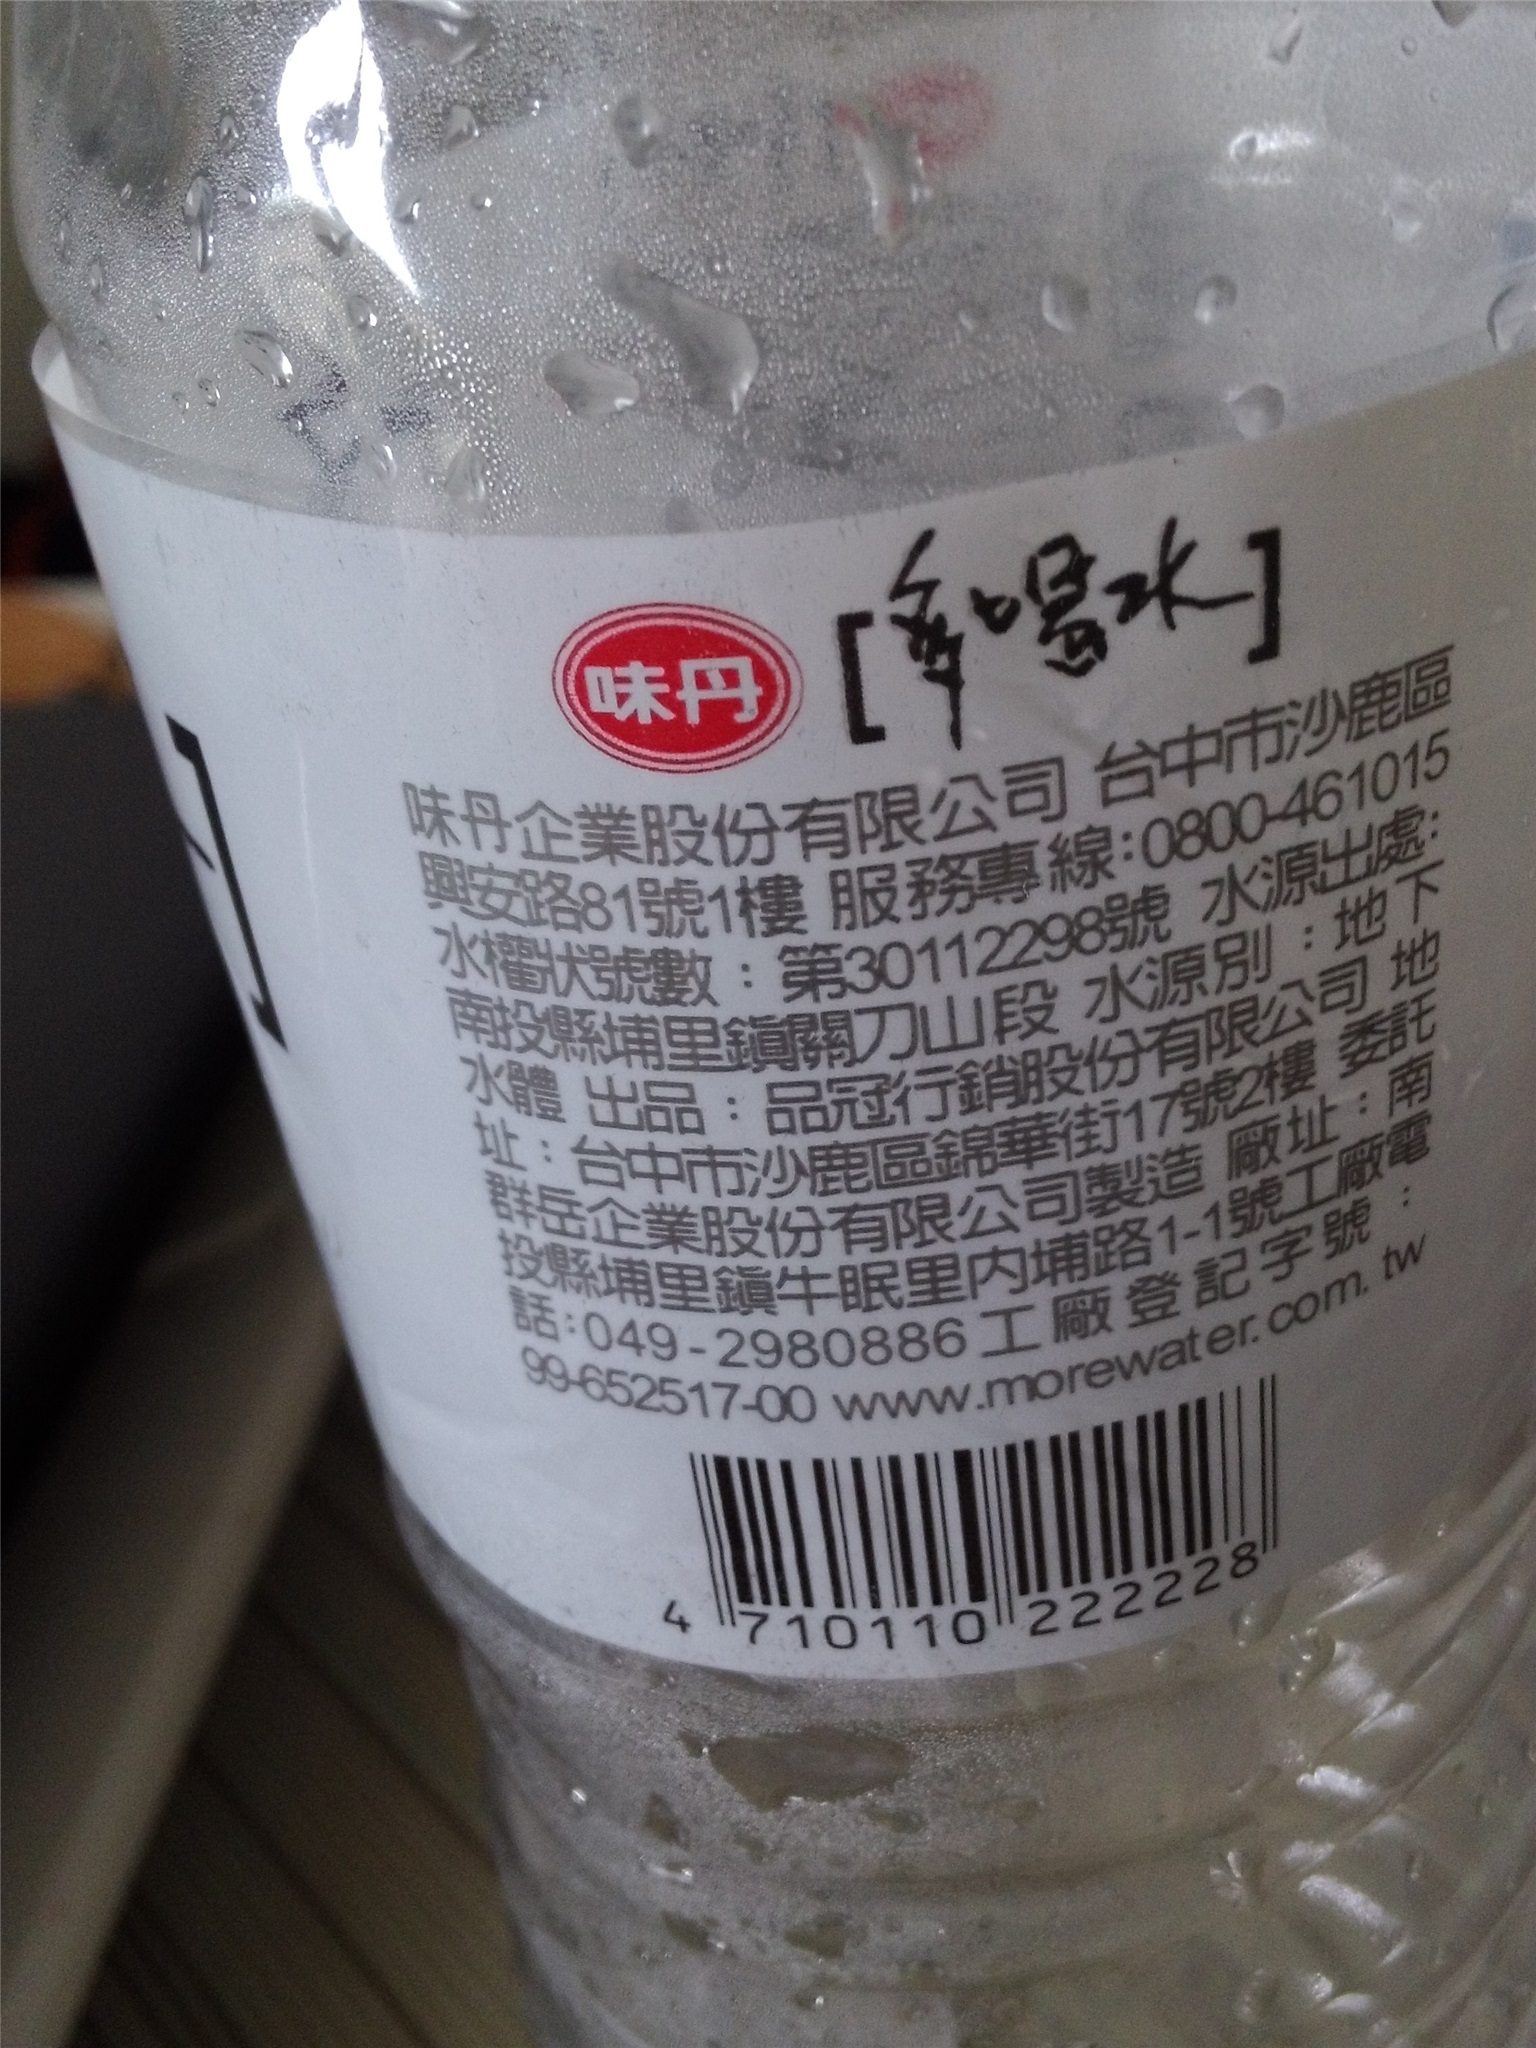 味丹
[多喝水]
味丹企業股份有限公司 台中市沙鹿區
興安路81號1樓 服務專線:0800-461015
水權狀號數：第30112298號 水源出處:
南投縣埔里鎮關刀山段 水源別：地下
水體 出品：品冠行銷股份有限公司 地
址：台中市沙鹿區錦華街17號2樓 委託
群岳企業股份有限公司製造 廠址：南
投縣埔里鎮牛眠里內埔路1-1號工廠電
話:049-2980886工廠登記字號：
99-652517-00 www.morewater.com.tw
4 710110 222228